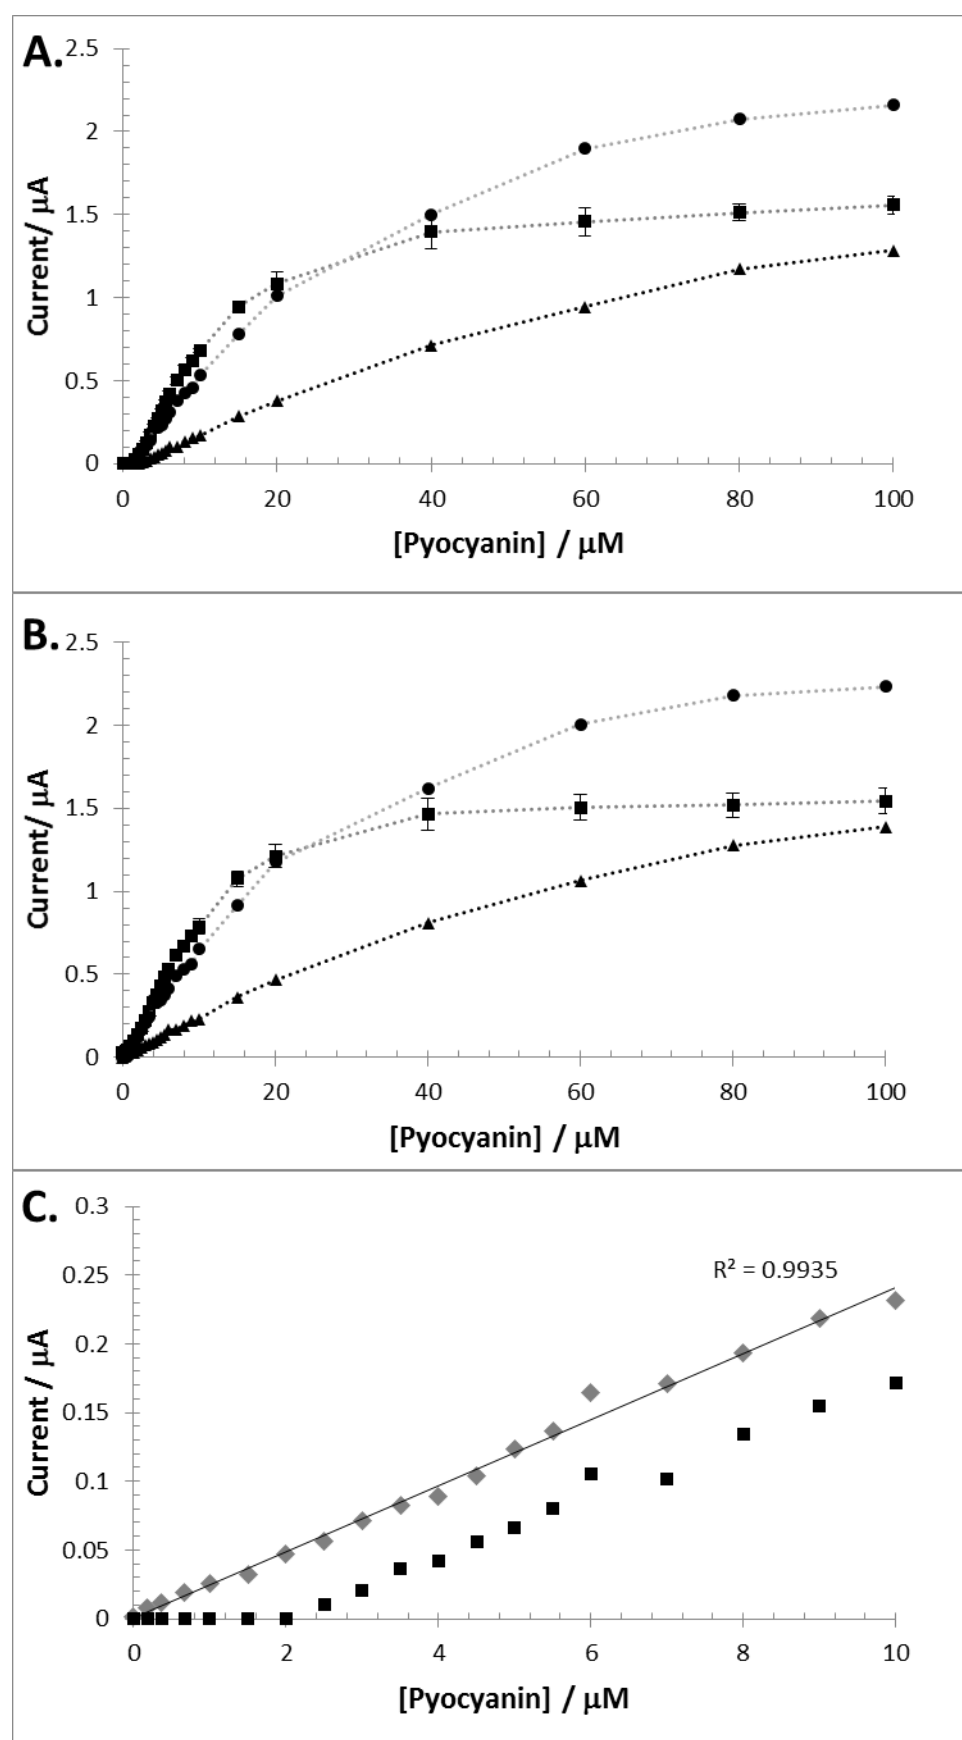 A.
2.5
2
1.5
1
0.5
0
Current/ μA
0 20 40 60 80 100
[Pyocyanin] / μM
B.
2.5
2
1.5
1
0.5
0
Current/ μA
0 20 40 60 80 100
[Pyocyanin] / μM
C.
0.3
0.25
0.2
0.15
0.1
0.05
0
Current / μA
R² = 0.9935
0 2 4 6 8 10
[Pyocyanin] / μM